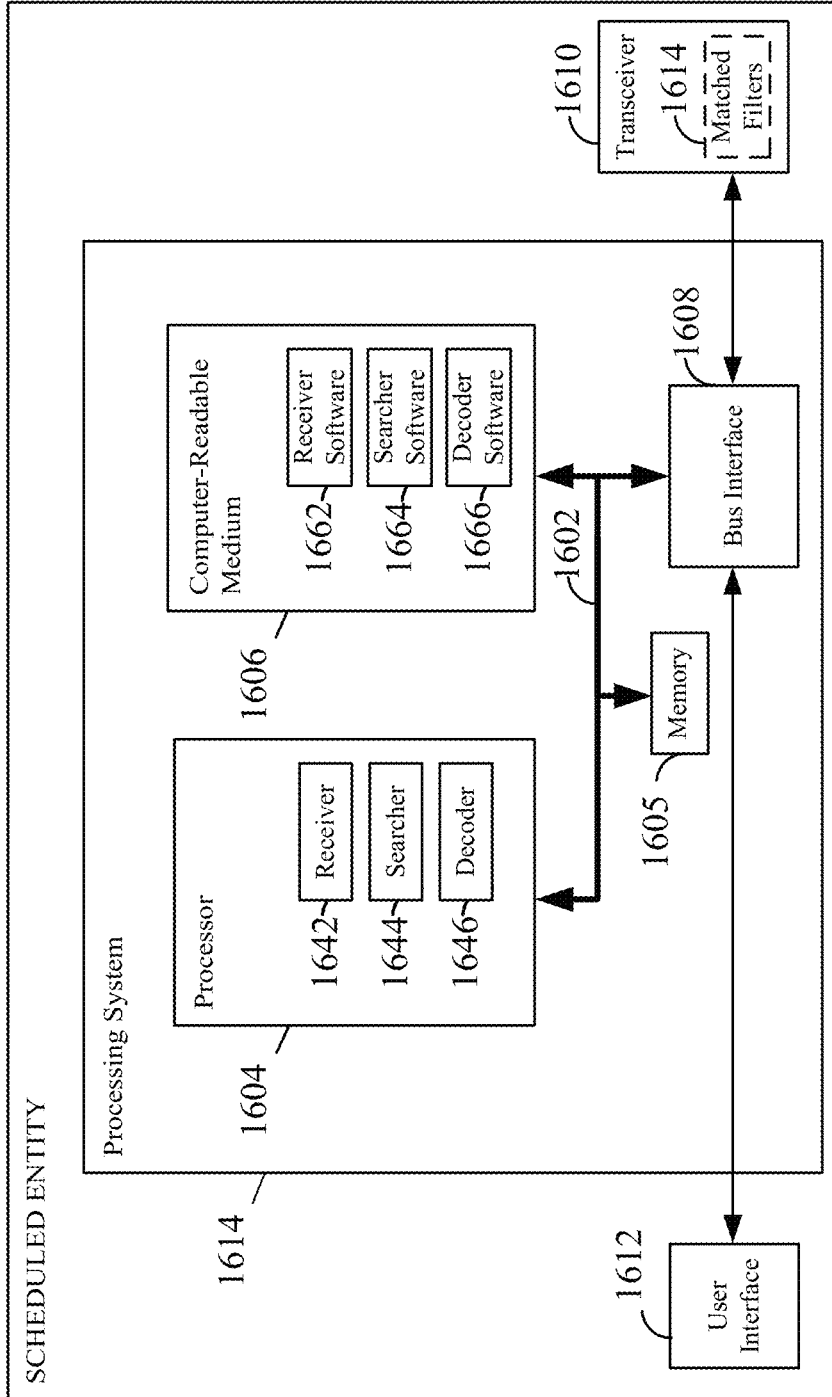 SCHEDULED ENTITY
Processing System
1614
Processor
1604
1642
Receiver
1644
Searcher
1646
Decoder
Computer-Readable
Medium
1606
1662
Receiver
Software
1664
Searcher
Software
1666
Decoder
Software
1602
1605
Memory
1608
Bus Interface
1612
User
Interface
1610
Transceiver
1614
Matched
Filters